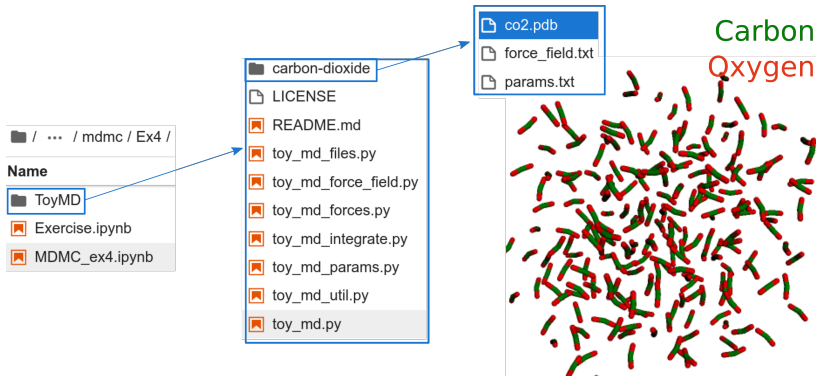 / ... / mdmc / Ex4 /
Name
ToyMD
Exercise.ipynb
MDMC_ex4.ipynb
carbon-dioxide
LICENSE
README.md
toy_md_files.py
toy_md_force_field.py
toy_md_forces.py
toy_md_integrate.py
toy_md_params.py
toy_md_util.py
toy_md.py
co2.pdb
force_field.txt
params.txt
Carbon
Oxygen